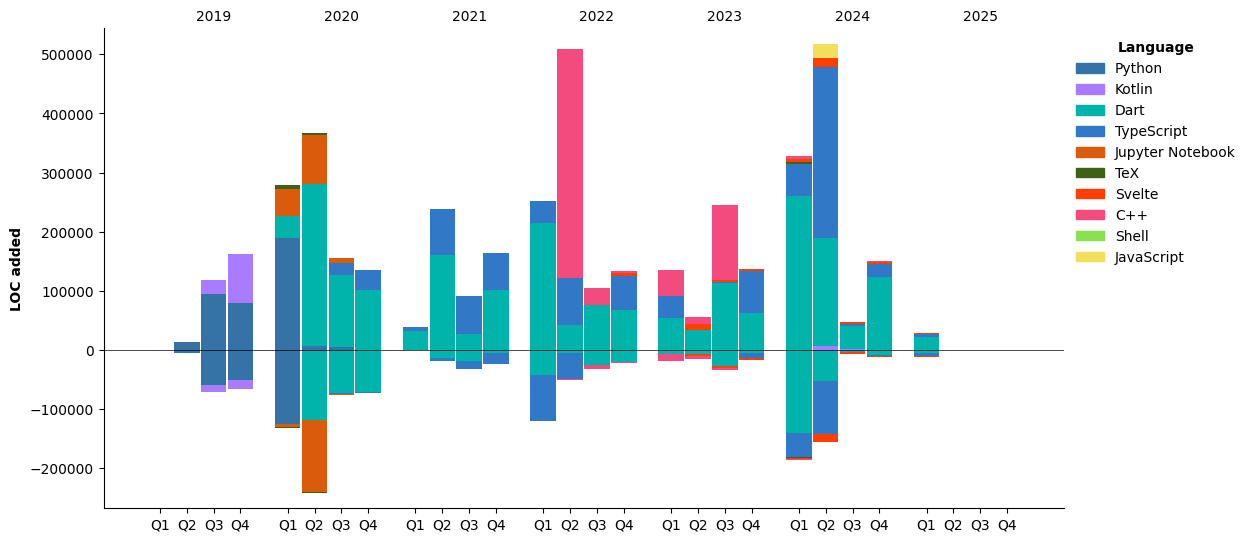 2019 2020 2021 2022 2023 2024 2025
500000
400000
300000
200000
100000
0
−100000
−200000
LOC added
Q1 Q2 Q3 Q4 Q1 Q2 Q3 Q4 Q1 Q2 Q3 Q4 Q1 Q2 Q3 Q4 Q1 Q2 Q3 Q4 Q1 Q2 Q3 Q4 Q1 Q2 Q3 Q4
Language
Python
Kotlin
Dart
TypeScript
Jupyter Notebook
TeX
Svelte
C++
Shell
JavaScript